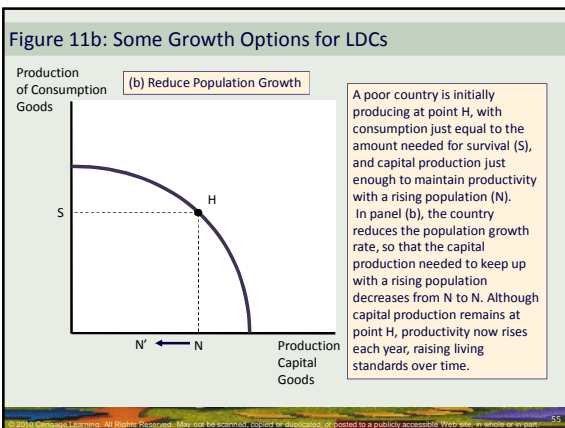 Figure 11b: Some Growth Options for LDCs
Production
of Consumption
Goods
(b) Reduce Population Growth
H
S
N' N
Production
Capital
Goods
A poor country is initially
producing at point H, with
consumption just equal to the
amount needed for survival (S),
and capital production just
enough to maintain productivity
with a rising population (N).
In panel (b), the country
reduces the population growth
rate, so that the capital
production needed to keep up
with a rising population
decreases from N to N. Although
capital production remains at
point H, productivity now rises
each year, raising living
standards over time.
© 2010 Cengage Learning. All Rights Reserved. May not be scanned, copied or duplicated, or posted to a publicly accessible Web site, in whole or in part.
55